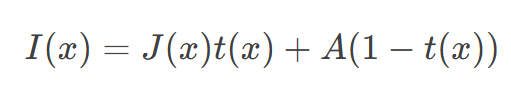 I(x) = J(x)t(x) + A(1 − t(x))